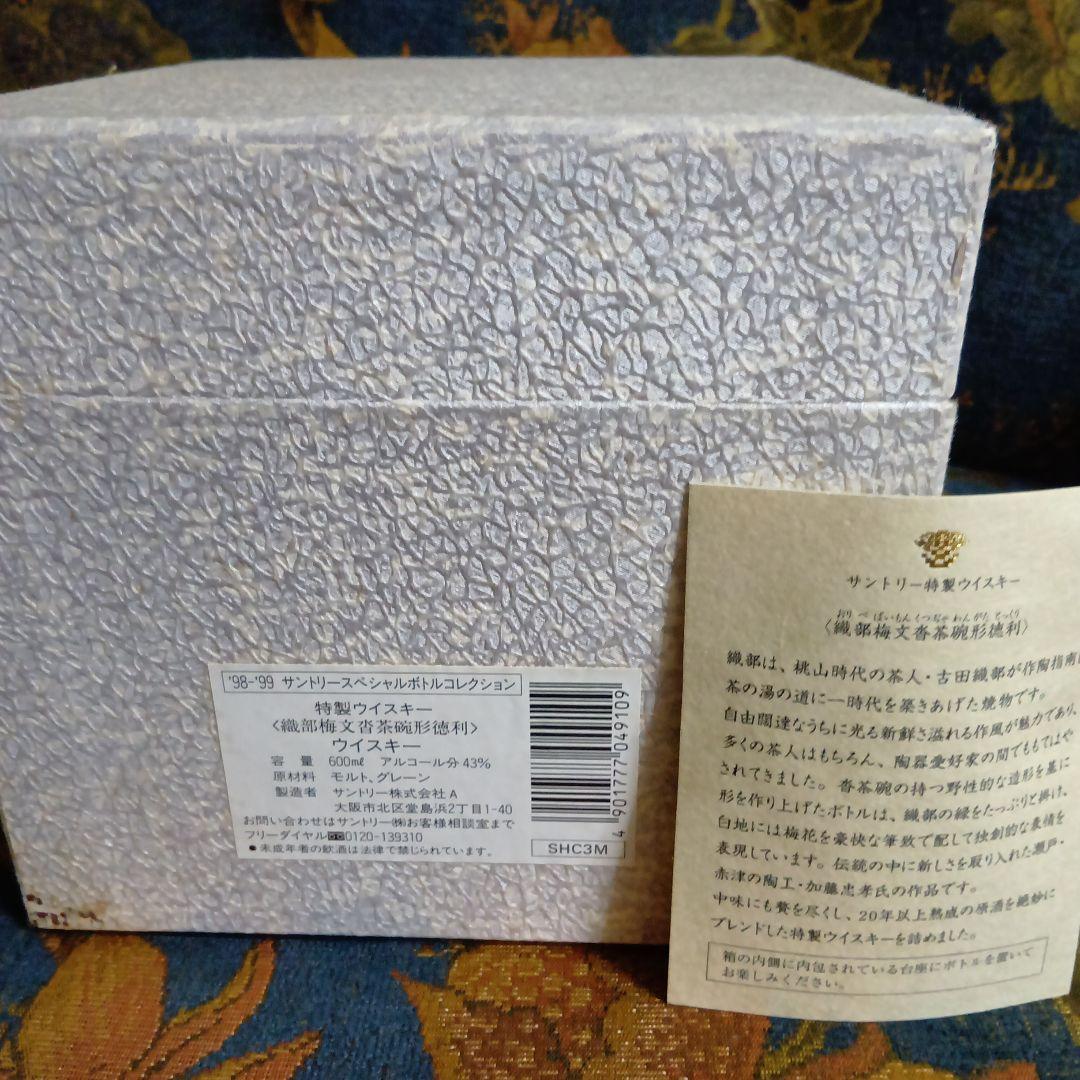 '98-'99 サントリースペシャルボトルコレクション
特製ウイスキー
〈織部梅文沓茶碗形徳利〉
ウイスキー
容 量 600mℓ アルコール分 43%
原材料 モルト、グレーン
製造者 サントリー株式会社 A
大阪市北区堂島浜2丁目1-40
お問い合わせはサントリー㈱お客様相談室まで
フリーダイヤル0120-139310
● 未成年者の飲酒は法律で禁じられています。
4 901777 049109
SHC3M
サントリー特製ウイスキー
おりべばいもんくつぢゃわんがたとっくり
〈織部梅文沓茶碗形徳利〉
織部は、桃山時代の茶人・古田織部が作陶指南
茶の湯の道に一時代を築きあげた焼物です。
自由闊達なうちに光る新鮮さ溢れる作風が魅力であり、
多くの茶人はもちろん、陶器愛好家の間でももてはや
されてきました。沓茶碗の持つ野性的な造形を基に
形を作り上げたボトルは、織部の緑をたっぷりと掛け、
白地には梅花を豪快な筆致で配して独創的な表情を
表現しています。伝統の中に新しさを取り入れた瀬戸・
赤津の陶工・加藤忠孝氏の作品です。
中味にも贅を尽くし、20年以上熟成の原酒を絶妙に
ブレンドした特製ウイスキーを詰めました。
箱の内側に内包されている台座にボトルを置いて
お楽しみください。